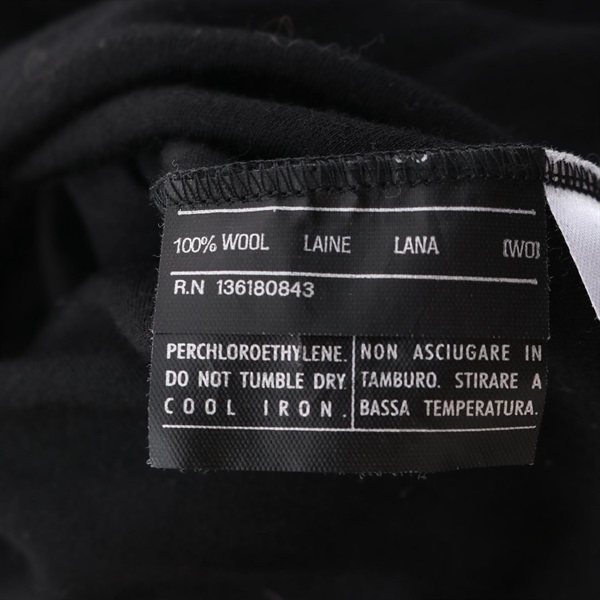 100% WOOL LAINE LANA (WO)
R.N 136180843
PERCHLOROETHYLENE.
DO NOT TUMBLE DRY
COOL IRON.
NON ASCIUGARE IN
TAMBURO. STIRARE A
BASSA TEMPERATURA.